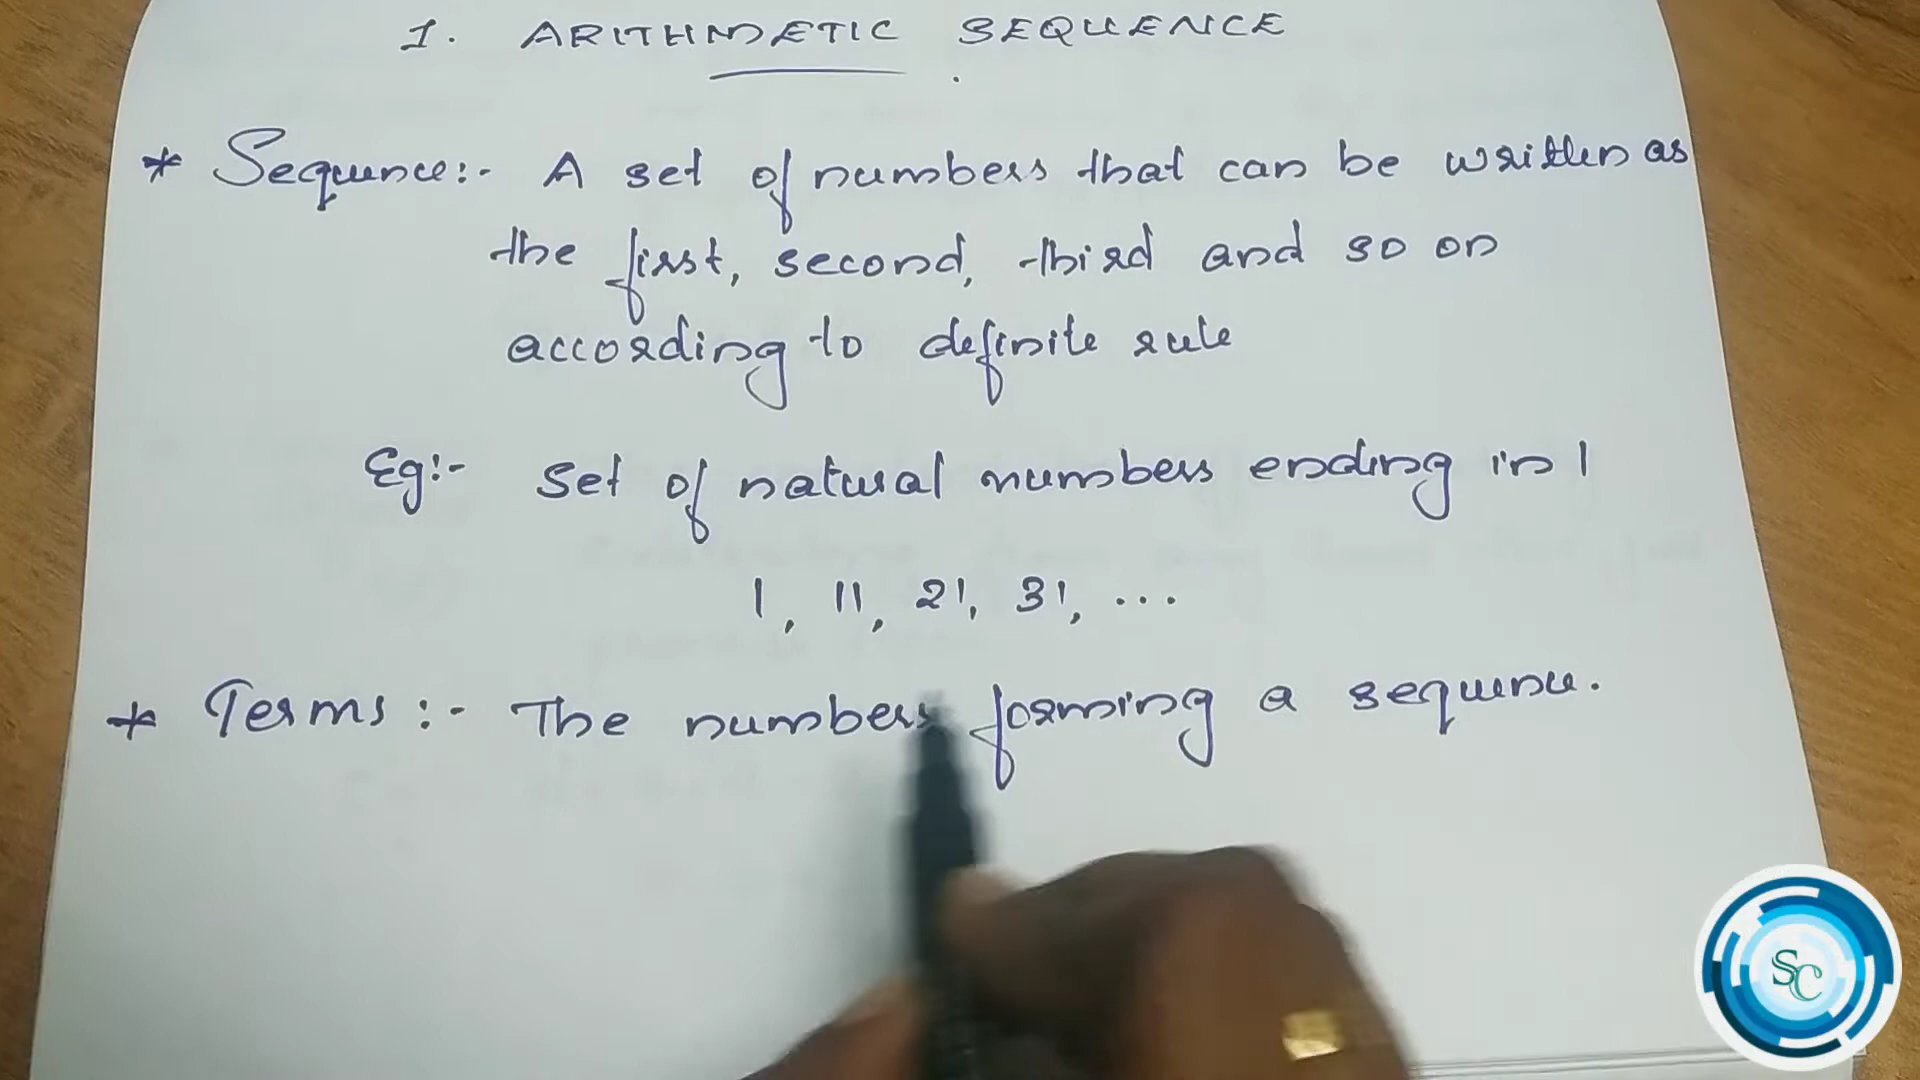 1. ARITHMETIC SEQUENCE
* Sequence:- A set of numbers that can be written as
the first, second, third and so on
according to definite rule
Eg:- Set of natural numbers ending in 1
1, 11, 21, 31, ...
* Terms :- The numbers forming a sequence.
SC